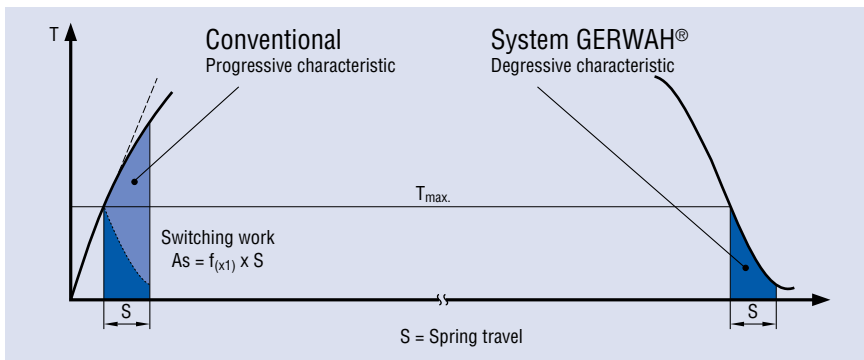 T
Conventional
Progressive characteristic
System GERWAH®
Degressive characteristic
Tmax.
Switching work
As = f(x1) x S
S
S
S = Spring travel